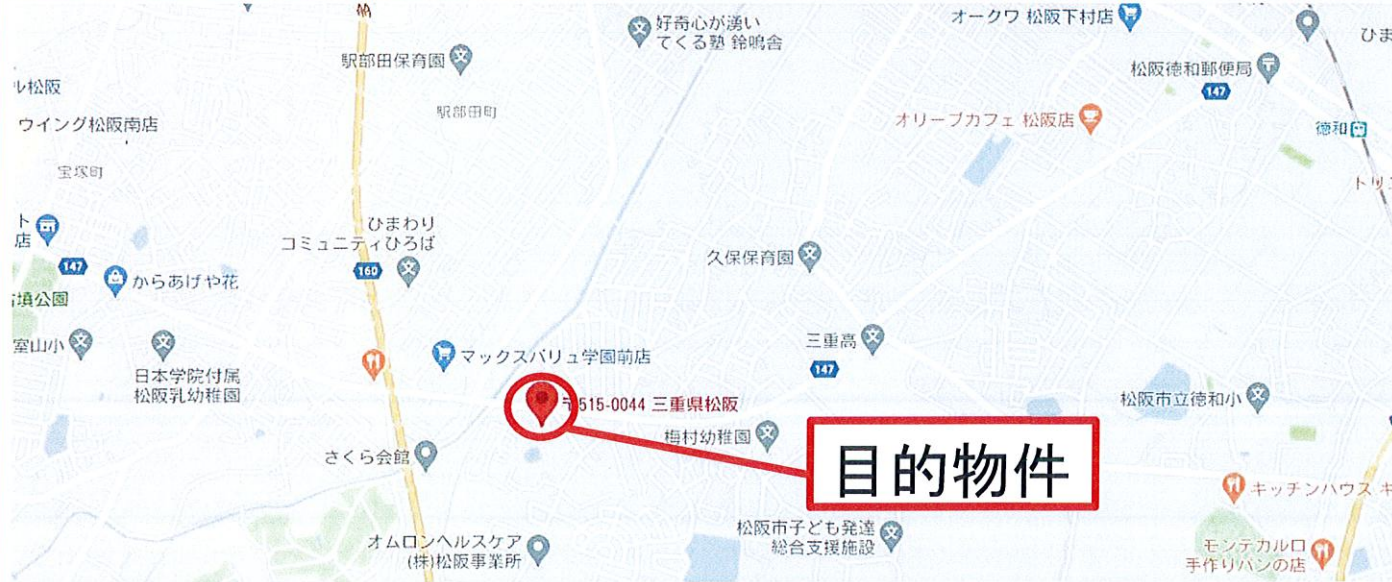 好奇心が湧い
てくる塾 鈴鳴舎
オークワ 松阪下村店
ひま
駅部田保育園
松阪徳和郵便局
147
ル松阪
駅部田町
ウイング松阪南店
オリーブカフェ 松阪店
徳和
宝塚町
トリ
ト
店
ひまわり
コミュニティひろば
久保保育園
147
160
からあげや花
墳公園
室山小
三重高
マックスバリュ学園前店
147
日本学院付属
松阪乳幼稚園
〒515-0044 三重県松阪
松阪市立徳和小
梅村幼稚園
目的物件
さくら会館
キッチンハウス キ
松阪市子ども発達
総合支援施設
オムロンヘルスケア
(株)松阪事業所
モンテカルロ
手作りパンの店